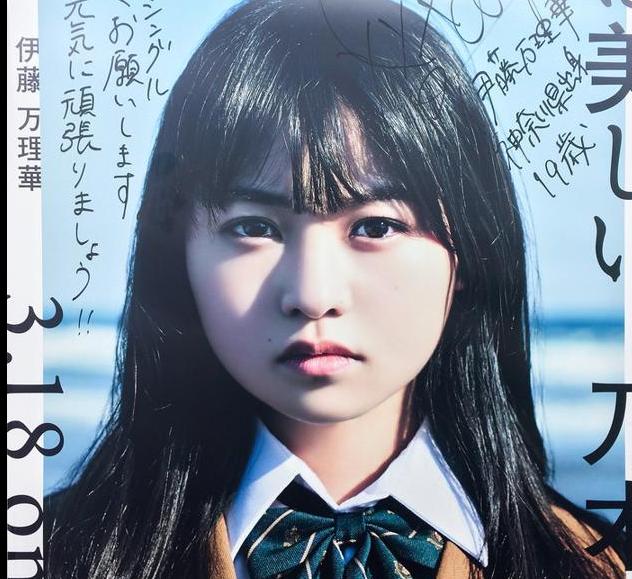 美しい
乃木
伊藤万理華
神奈川県出身
19歳
シングル
お願いします
元気に頑張りましょう!!
伊藤 万理華
3.18 on